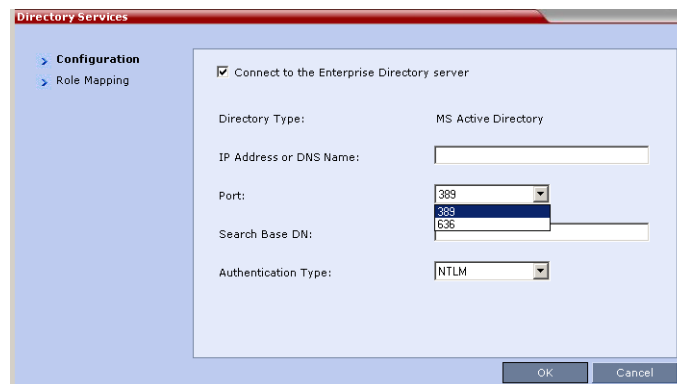 Directory Services
Configuration
Role Mapping
Connect to the Enterprise Directory server
Directory Type: MS Active Directory
IP Address or DNS Name:
Port: 389
389
636
Search Base DN:
Authentication Type: NTLM
OK Cancel